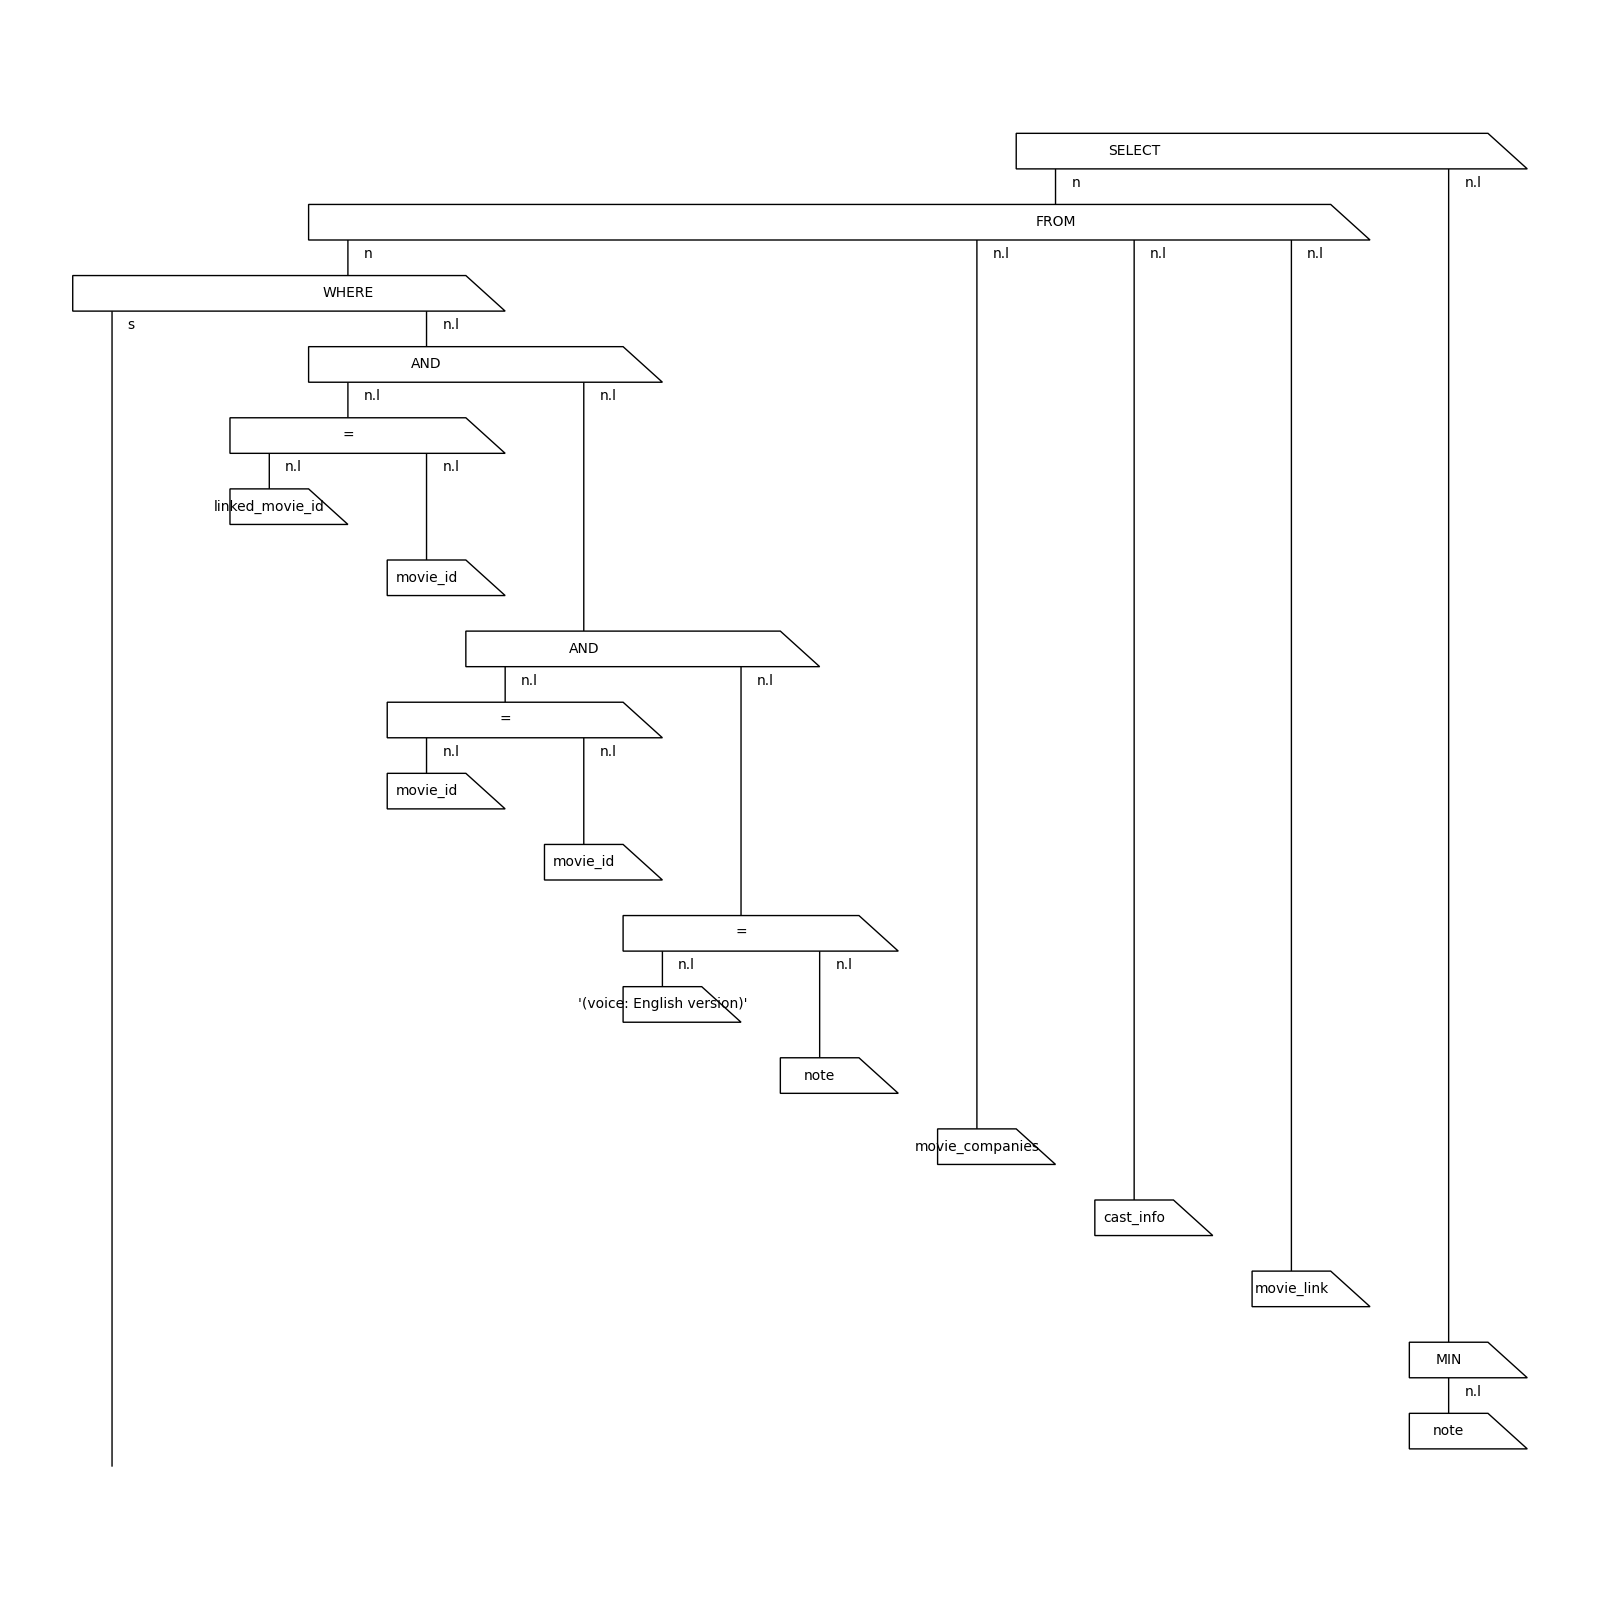 SELECT
n n.l
FROM
n n.l n.l n.l
WHERE
s n.l
AND
n.l n.l
=
n.l n.l
linked_movie_id
movie_id
AND
n.l n.l
=
n.l n.l
movie_id
movie_id
=
n.l n.l
'(voice: English version)'
note
movie_companies
cast_info
movie_link
MIN
n.l
note